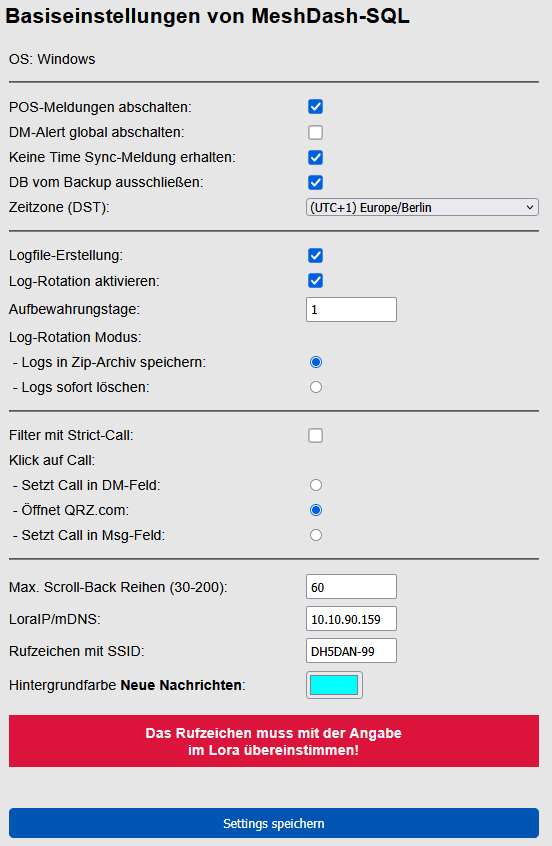 Basiseinstellungen von MeshDash-SQL
OS: Windows
POS-Meldungen abschalten:
DM-Alert global abschalten:
Keine Time Sync-Meldung erhalten:
DB vom Backup ausschließen:
Zeitzone (DST): (UTC+1) Europe/Berlin
Logfile-Erstellung:
Log-Rotation aktivieren:
Aufbewahrungstage: 1
Log-Rotation Modus:
- Logs in Zip-Archiv speichern:
- Logs sofort löschen:
Filter mit Strict-Call:
Klick auf Call:
- Setzt Call in DM-Feld:
- Öffnet QRZ.com:
- Setzt Call in Msg-Feld:
Max. Scroll-Back Reihen (30-200): 60
LoraIP/mDNS: 10.10.90.159
Rufzeichen mit SSID: DH5DAN-99
Hintergrundfarbe Neue Nachrichten:
Das Rufzeichen muss mit der Angabe
im Lora übereinstimmen!
Settings speichern